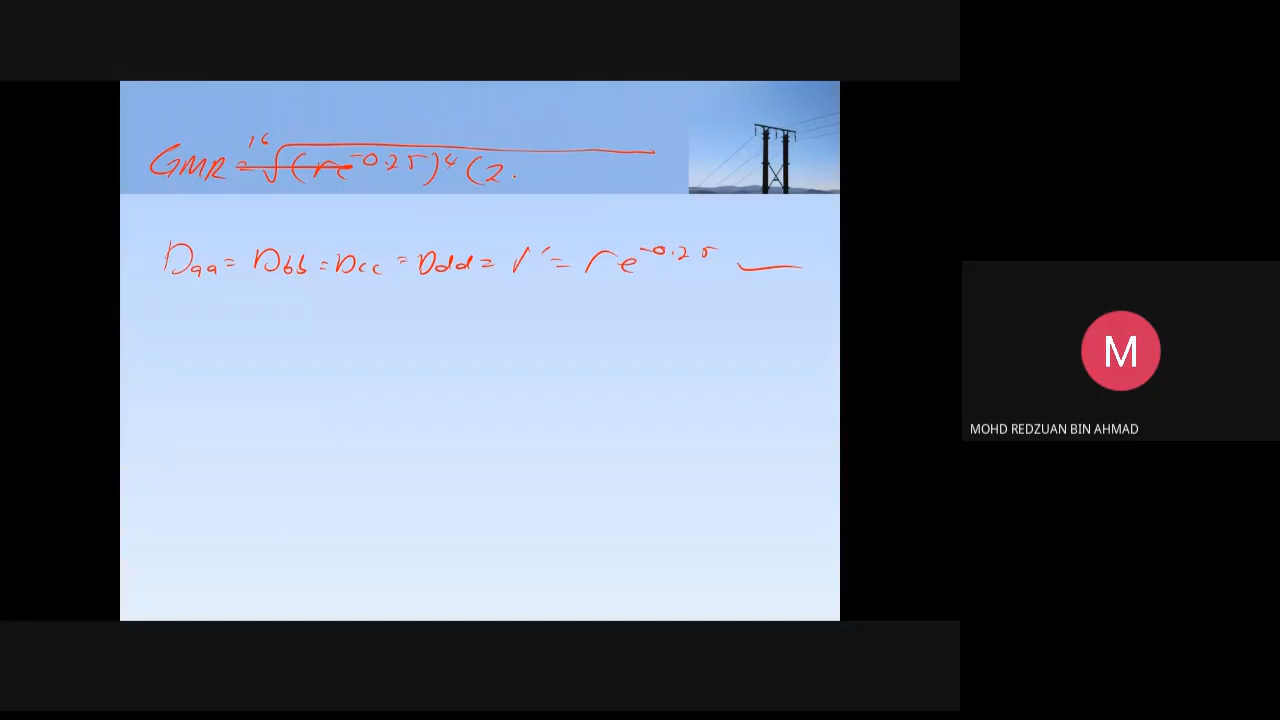 GMR = ¹⁶√(re^-0.25)^4 (2.
Daa = Dbb = Dcc = Ddd = r' = re^-0.25
M
MOHD REDZUAN BIN AHMAD